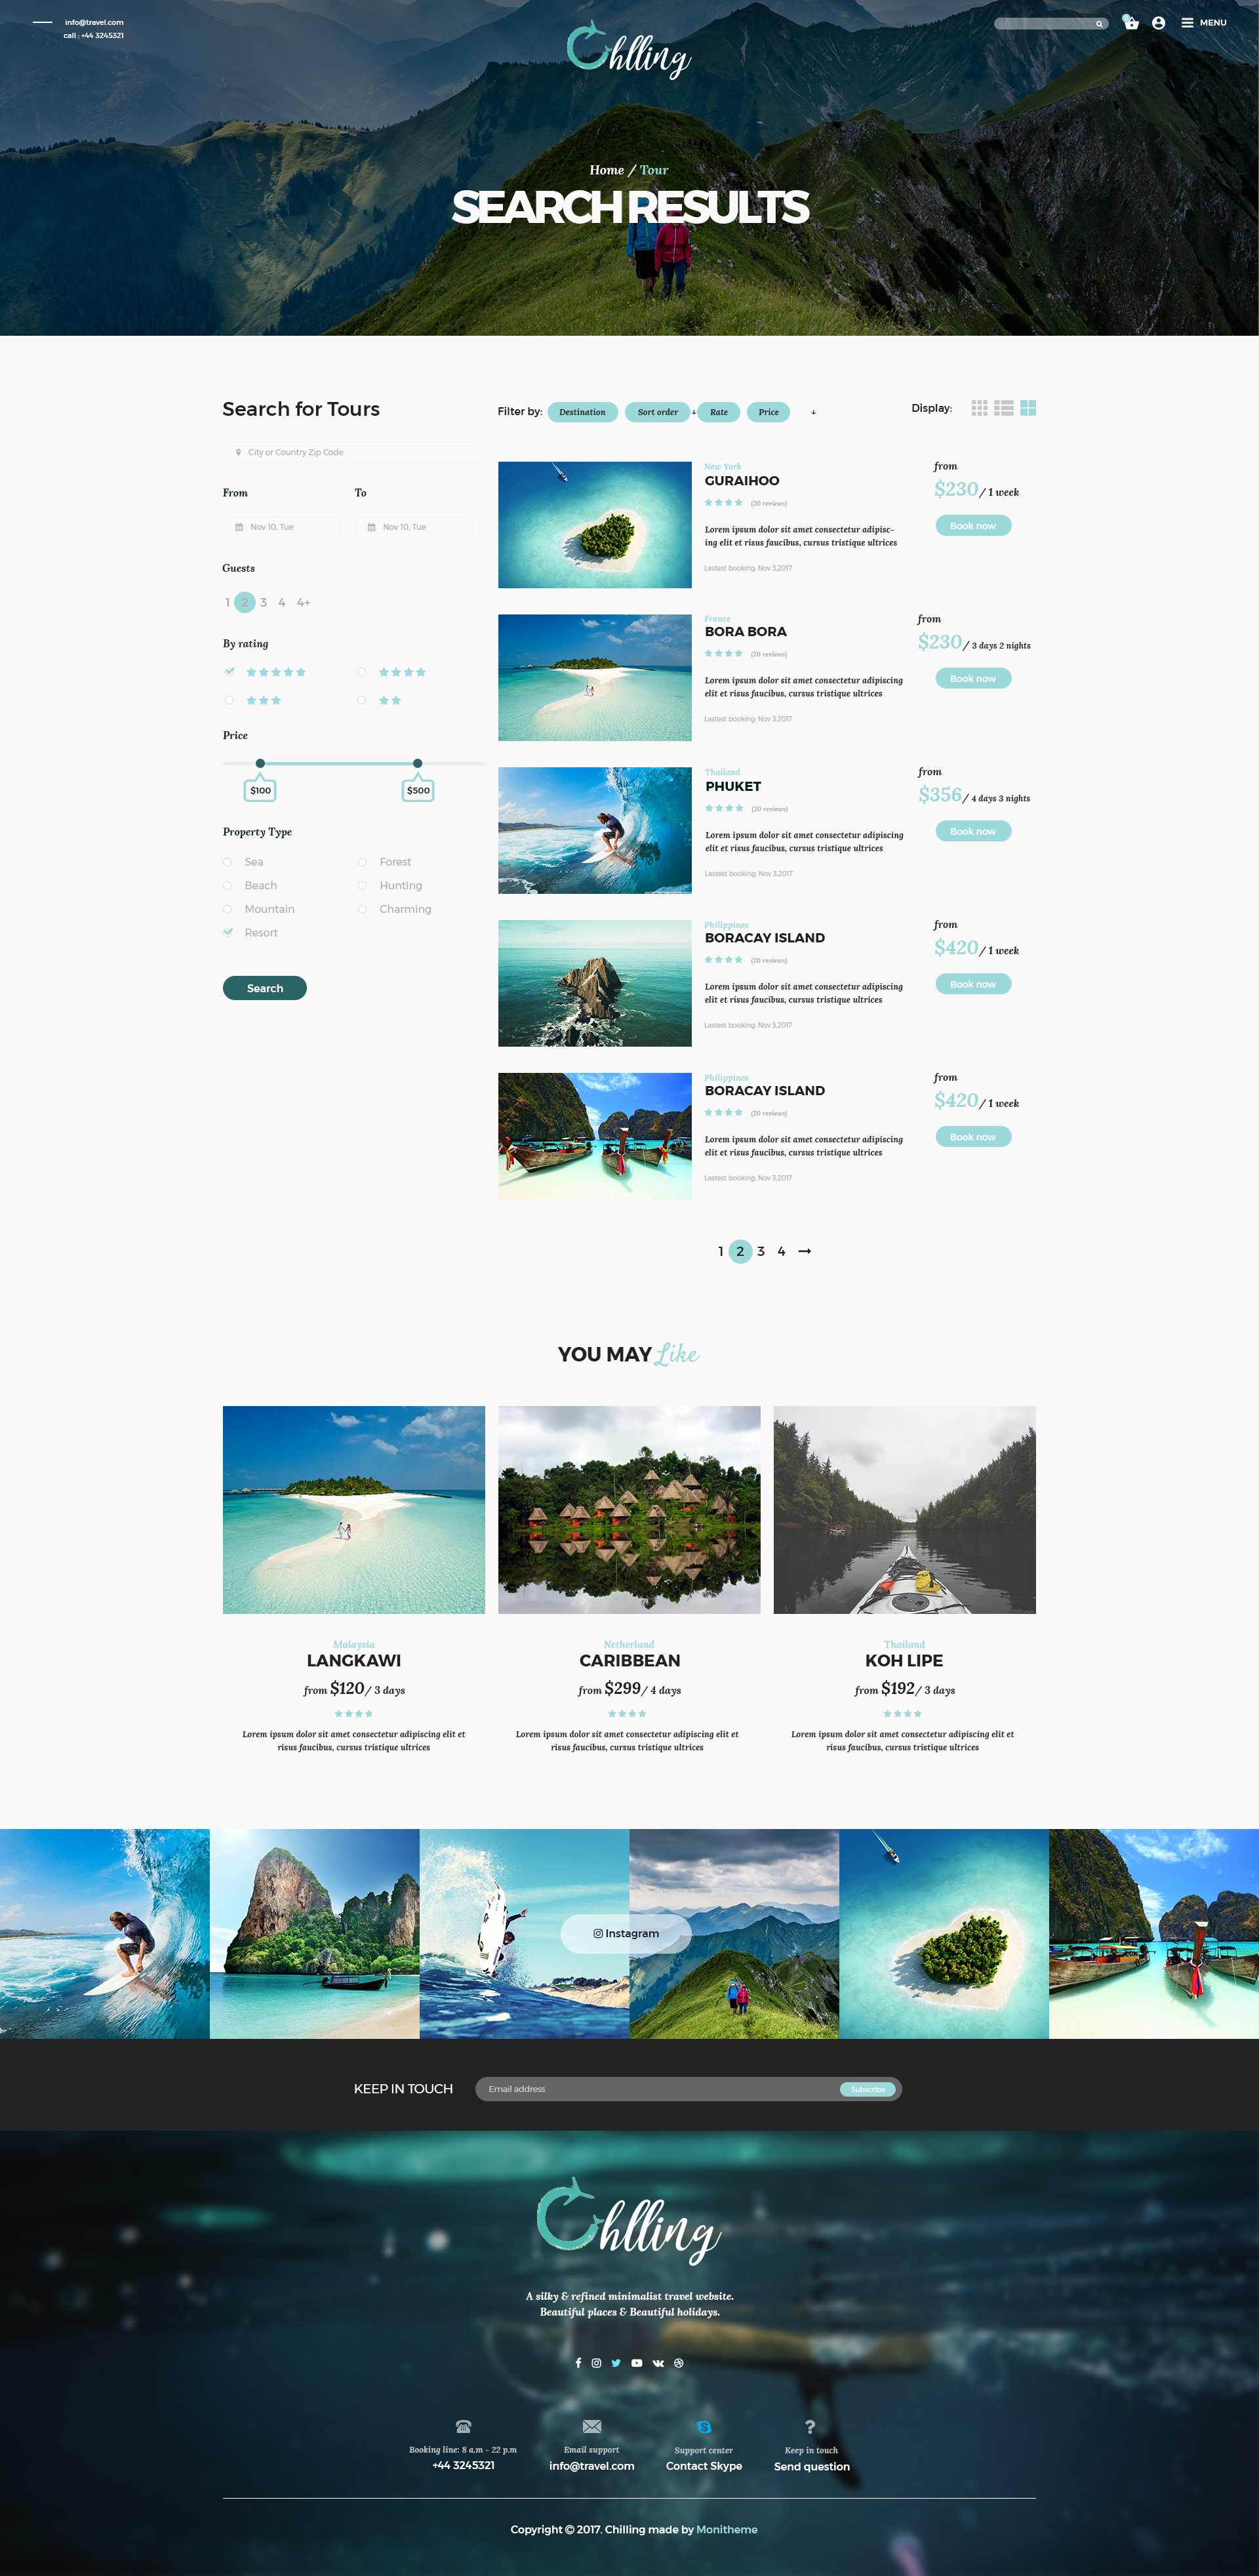 info@travel.com
call : +44 3245321
Chlling
MENU
Home / Tour
SEARCH RESULTS
Search for Tours
City or Country Zip Code
From To
Nov 10, Tue Nov 10, Tue
Guests
1 2 3 4 4+
By rating
Price
$100 $500
Property Type
Sea Forest
Beach Hunting
Mountain Charming
Resort
Search
Filter by: Destination Sort order Rate Price
Display:
New York
GURAIHOO
(20 reviews)
Lorem ipsum dolor sit amet consectetur adipisc-
ing elit et risus faucibus, cursus tristique ultrices
Lastest booking: Nov 3,2017
from
$230/ 1 week
Book now
France
BORA BORA
(20 reviews)
Lorem ipsum dolor sit amet consectetur adipiscing
elit et risus faucibus, cursus tristique ultrices
Lastest booking: Nov 3,2017
from
$230/ 3 days 2 nights
Book now
Thailand
PHUKET
(20 reviews)
Lorem ipsum dolor sit amet consectetur adipiscing
elit et risus faucibus, cursus tristique ultrices
Lastest booking: Nov 3,2017
from
$356/ 4 days 3 nights
Book now
Philippines
BORACAY ISLAND
(20 reviews)
Lorem ipsum dolor sit amet consectetur adipiscing
elit et risus faucibus, cursus tristique ultrices
Lastest booking: Nov 3,2017
from
$420/ 1 week
Book now
Philippines
BORACAY ISLAND
(20 reviews)
Lorem ipsum dolor sit amet consectetur adipiscing
elit et risus faucibus, cursus tristique ultrices
Lastest booking: Nov 3,2017
from
$420/ 1 week
Book now
1 2 3 4
YOU MAY Like
Malaysia
LANGKAWI
from $120/ 3 days
Lorem ipsum dolor sit amet consectetur adipiscing elit et
risus faucibus, cursus tristique ultrices
Netherland
CARIBBEAN
from $299/ 4 days
Lorem ipsum dolor sit amet consectetur adipiscing elit et
risus faucibus, cursus tristique ultrices
Thailand
KOH LIPE
from $192/ 3 days
Lorem ipsum dolor sit amet consectetur adipiscing elit et
risus faucibus, cursus tristique ultrices
Instagram
KEEP IN TOUCH Email address Subscribe
Chlling
A silky & refined minimalist travel website.
Beautiful places & Beautiful holidays.
Booking line: 8 a.m - 22 p.m
+44 3245321
Email support
info@travel.com
Support center
Contact Skype
Keep in touch
Send question
Copyright © 2017. Chilling made by Monitheme